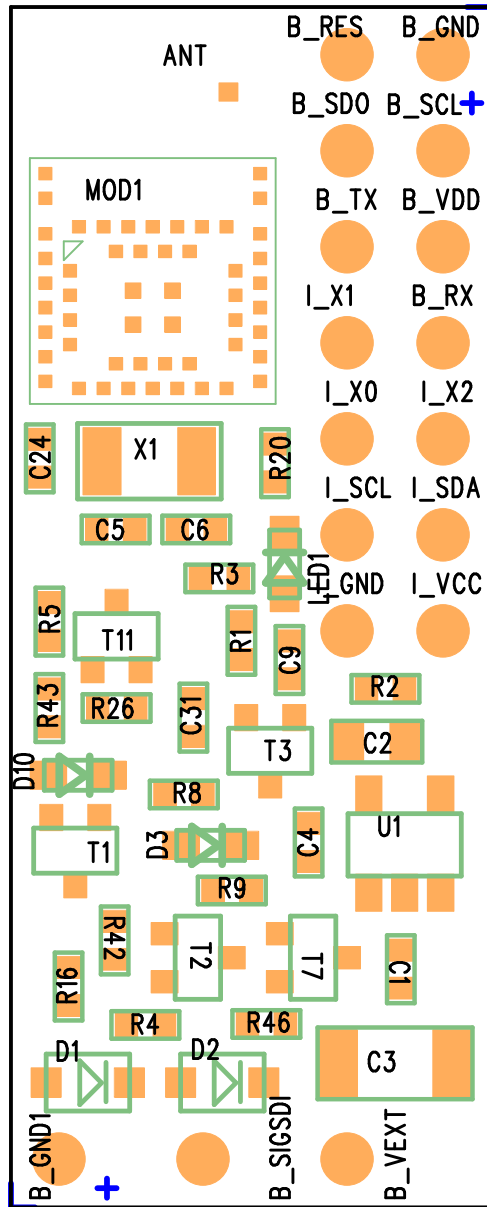 B_RES B_GND
ANT
B_SDO B_SCL
MOD1
B_TX B_VDD
I_X1 B_RX
I_X0 I_X2
C24 X1 R20
I_SCL I_SDA
C5 C6
LED1
R3
I_GND I_VCC
R5 T11 R1 C9
R2
R43 R26 C31
T3 C2
D10
R8
U1
T1 D3 C4
R9
R42 T2 T7
R16 C1
R4 R46
D1 D2 C3
B_GND1 B_SIGSDI B_VEXT